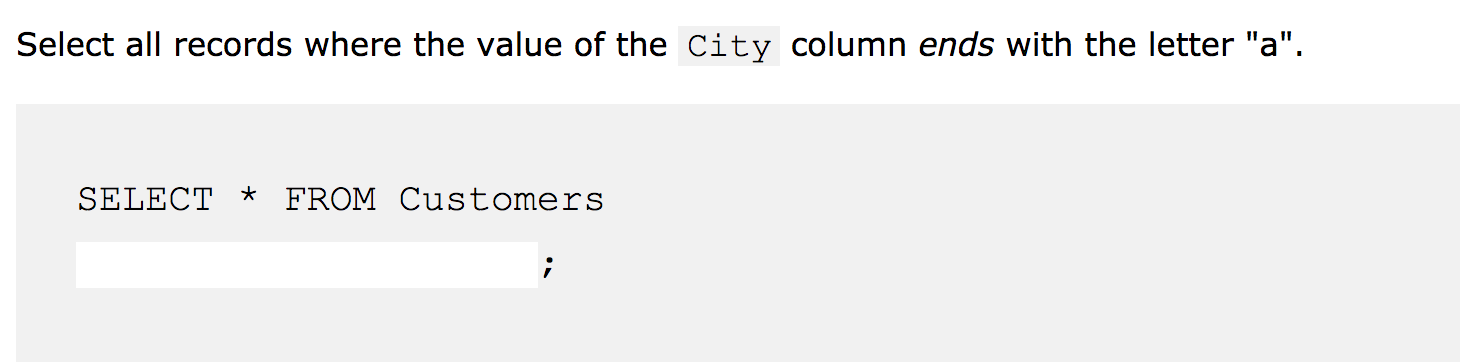 Select all records where the value of the City column ends with the letter "a".
SELECT * FROM Customers
;